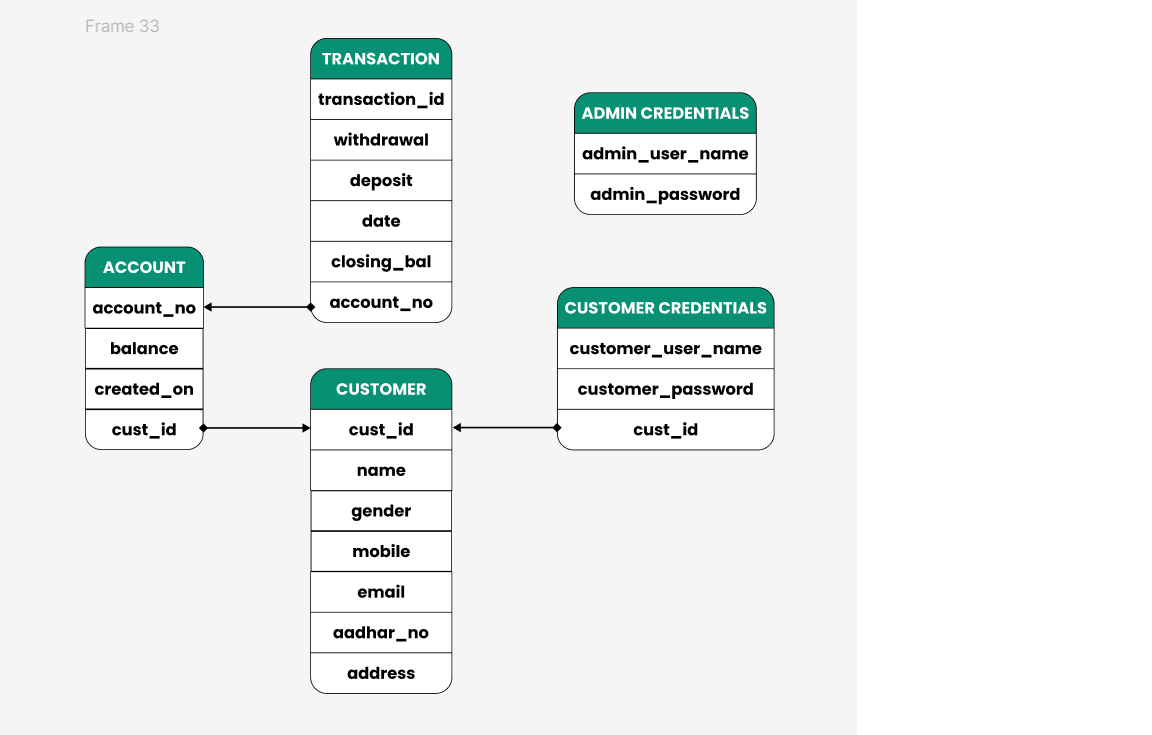 Frame 33
TRANSACTION
transaction_id
withdrawal
deposit
date
closing_bal
account_no
ADMIN CREDENTIALS
admin_user_name
admin_password
ACCOUNT
account_no
balance
created_on
cust_id
CUSTOMER CREDENTIALS
customer_user_name
customer_password
cust_id
CUSTOMER
cust_id
name
gender
mobile
email
aadhar_no
address